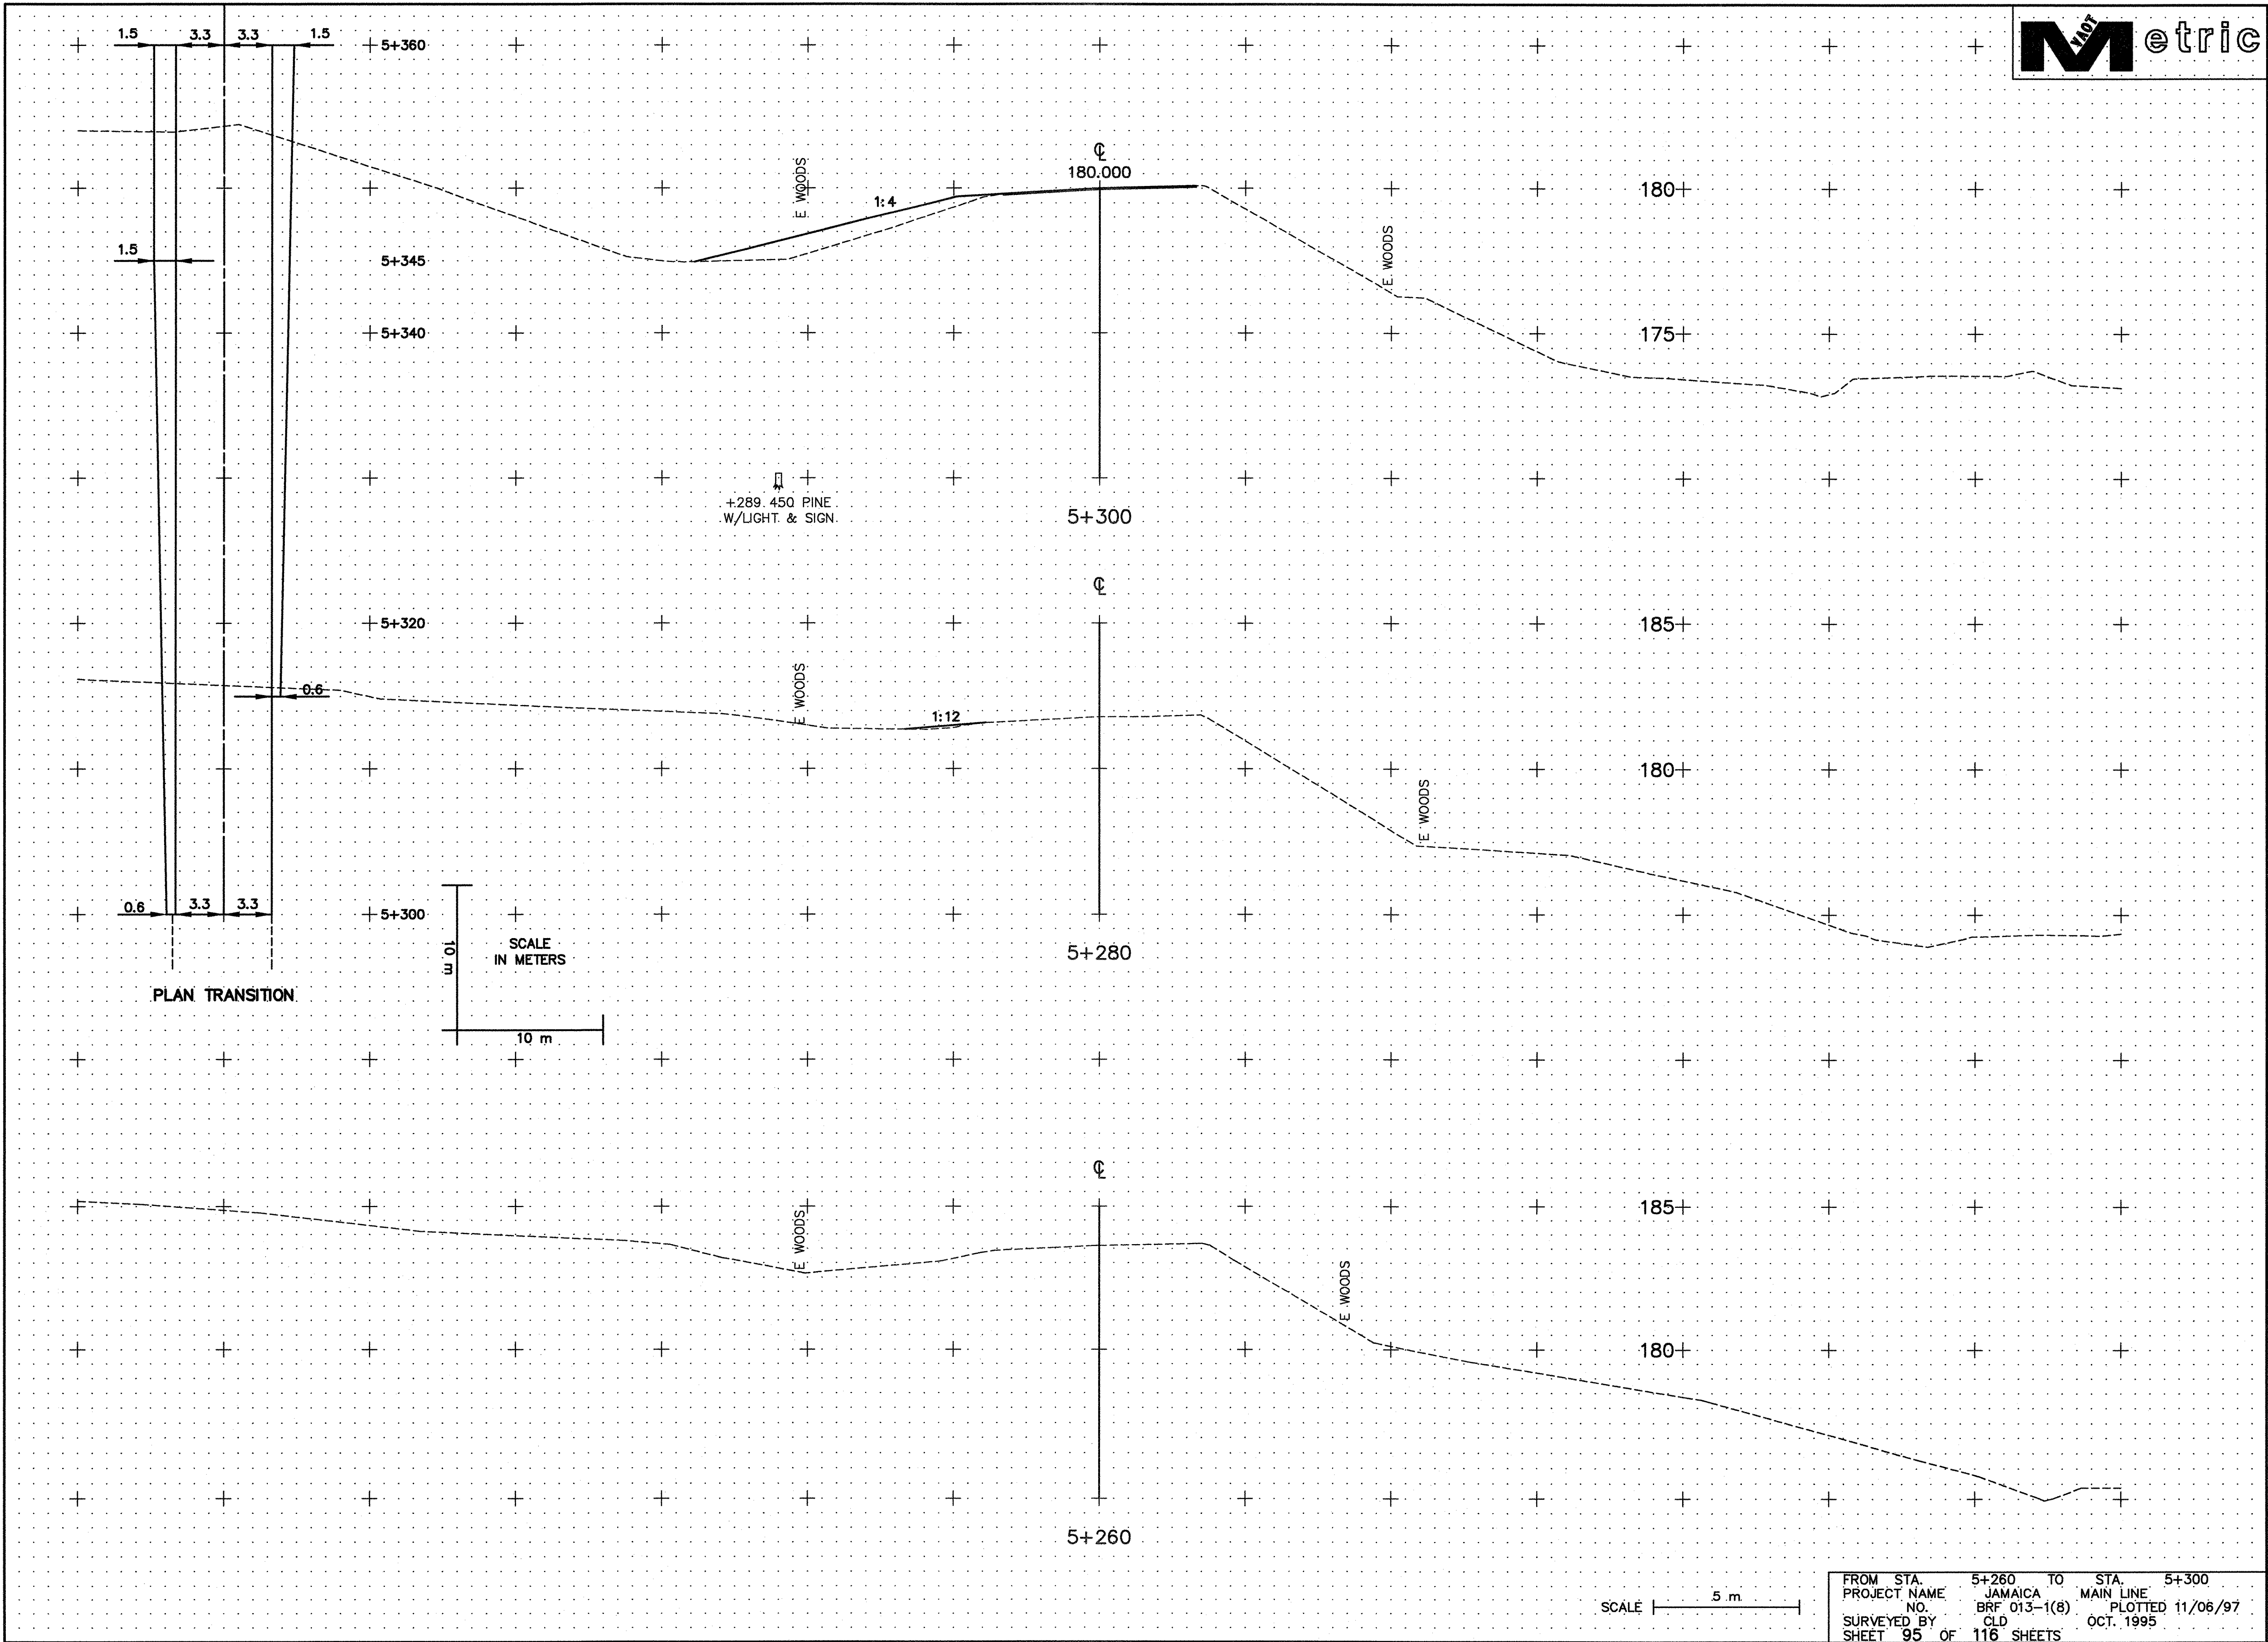 1.5 3.3 3.3 1.5
5+360
VAOT
Metric
℄
180.000
E WOODS
1:4
180
E WOODS
1.5
5+345
5+340
175
+289.450 PINE
W/LIGHT & SIGN
5+300
℄
5+320
185
E WOODS
0.6
1:12
180
E WOODS
0.6 3.3 3.3
5+300
10 m
SCALE
IN METERS
5+280
PLAN TRANSITION
10 m
℄
185
E WOODS
E WOODS
180
5+260
SCALE 5 m
FROM STA. 5+260 TO STA. 5+300
PROJECT NAME JAMAICA MAIN LINE
NO. BRF 013-1(8) PLOTTED 11/06/97
SURVEYED BY CLD OCT. 1995
SHEET 95 OF 116 SHEETS